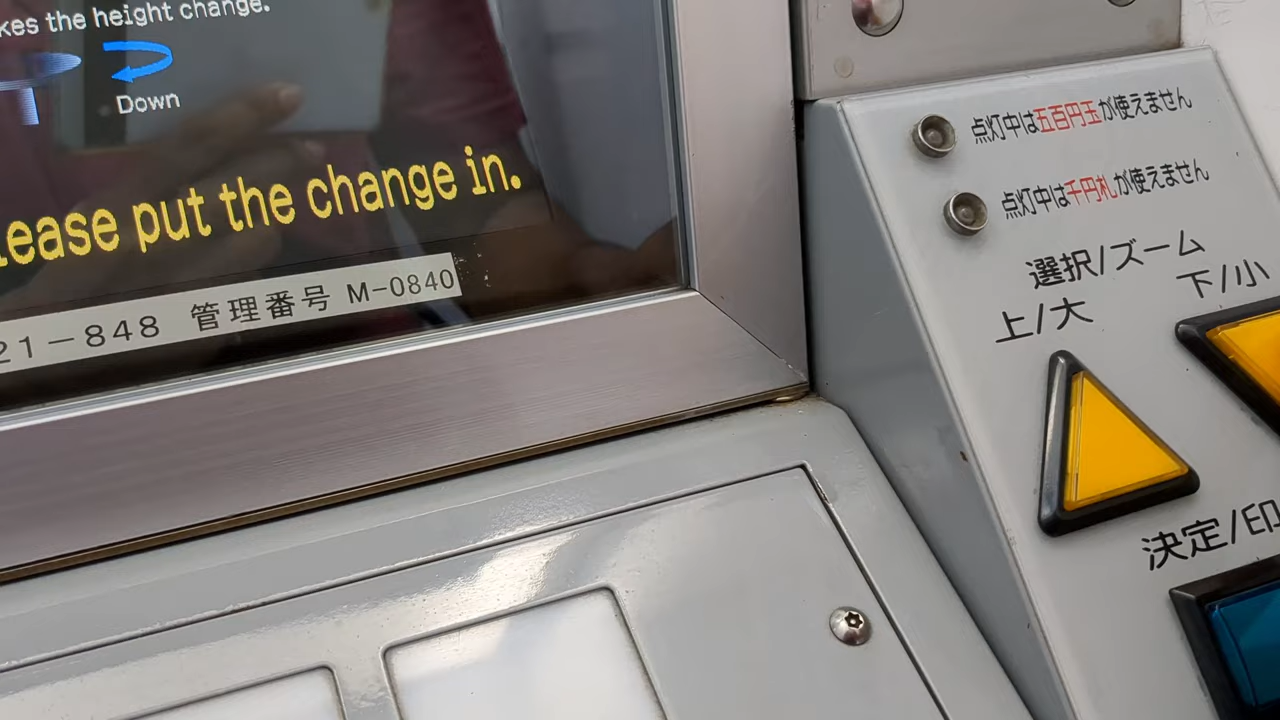 kes the height change.
Down
lease put the change in.
21-848 管理番号 M-0840
点灯中は五百円玉が使えません
点灯中は千円札が使えません
選択/ズーム
上/大
下/小
決定/印